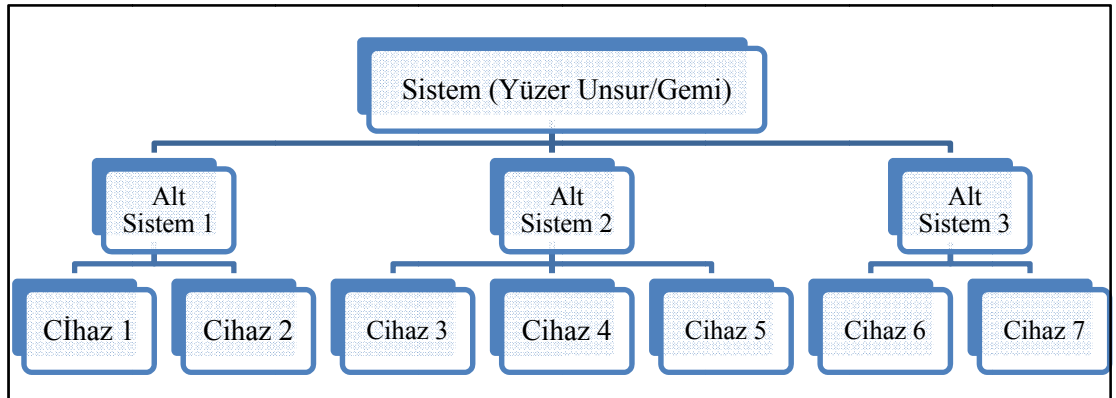 Sistem (Yüzer Unsur/Gemi)
Alt
Sistem 1
Alt
Sistem 2
Alt
Sistem 3
Cİhaz 1
Cihaz 2
Cihaz 3
Cihaz 4
Cihaz 5
Cihaz 6
Cihaz 7